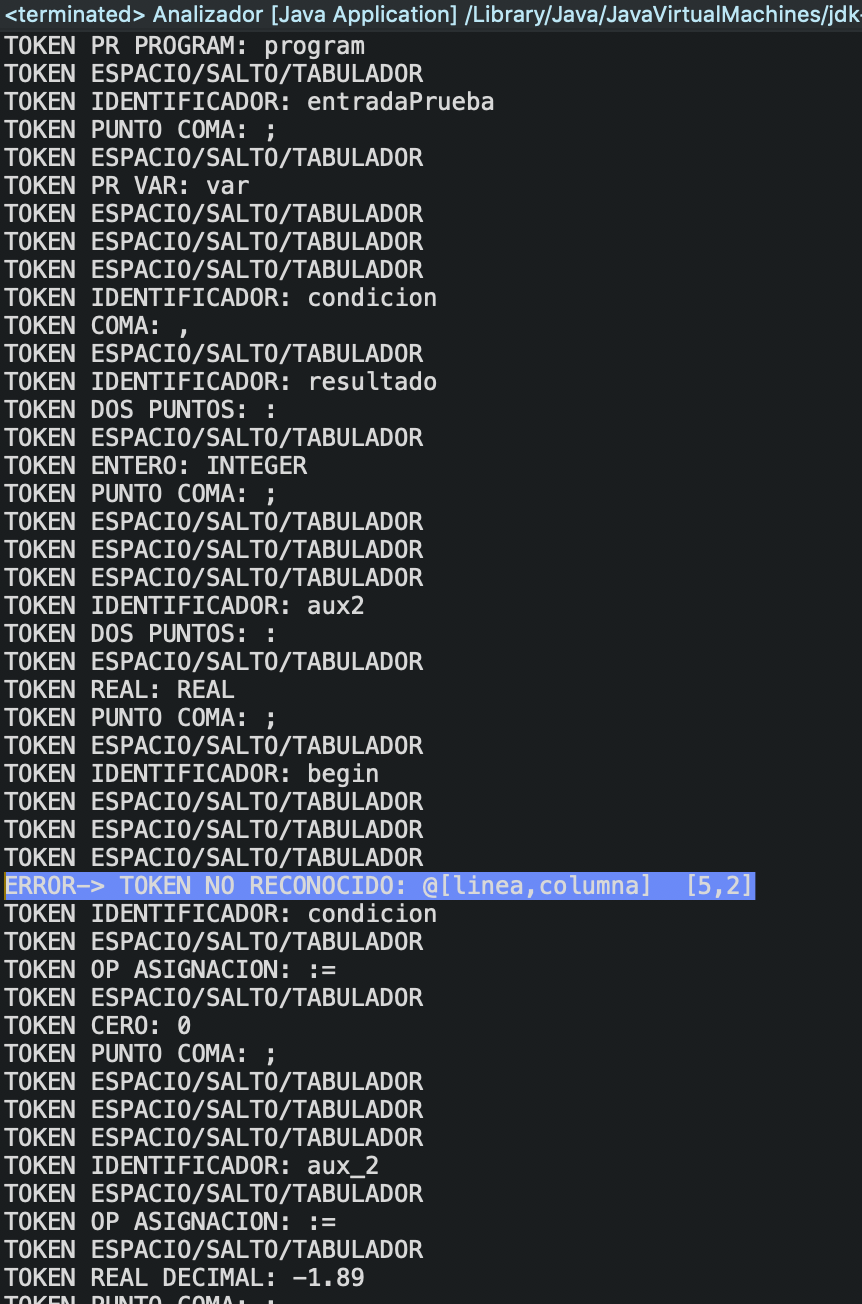 <terminated> Analizador [Java Application] /Library/Java/JavaVirtualMachines/jdk-
TOKEN PR PROGRAM: program
TOKEN ESPACIO/SALTO/TABULADOR
TOKEN IDENTIFICADOR: entradaPrueba
TOKEN PUNTO COMA: ;
TOKEN ESPACIO/SALTO/TABULADOR
TOKEN PR VAR: var
TOKEN ESPACIO/SALTO/TABULADOR
TOKEN ESPACIO/SALTO/TABULADOR
TOKEN ESPACIO/SALTO/TABULADOR
TOKEN IDENTIFICADOR: condicion
TOKEN COMA: ,
TOKEN ESPACIO/SALTO/TABULADOR
TOKEN IDENTIFICADOR: resultado
TOKEN DOS PUNTOS: :
TOKEN ESPACIO/SALTO/TABULADOR
TOKEN ENTERO: INTEGER
TOKEN PUNTO COMA: ;
TOKEN ESPACIO/SALTO/TABULADOR
TOKEN ESPACIO/SALTO/TABULADOR
TOKEN ESPACIO/SALTO/TABULADOR
TOKEN IDENTIFICADOR: aux2
TOKEN DOS PUNTOS: :
TOKEN ESPACIO/SALTO/TABULADOR
TOKEN REAL: REAL
TOKEN PUNTO COMA: ;
TOKEN ESPACIO/SALTO/TABULADOR
TOKEN IDENTIFICADOR: begin
TOKEN ESPACIO/SALTO/TABULADOR
TOKEN ESPACIO/SALTO/TABULADOR
TOKEN ESPACIO/SALTO/TABULADOR
ERROR-> TOKEN NO RECONOCIDO: @[linea,columna]  [5,2]
TOKEN IDENTIFICADOR: condicion
TOKEN ESPACIO/SALTO/TABULADOR
TOKEN OP ASIGNACION: :=
TOKEN ESPACIO/SALTO/TABULADOR
TOKEN CERO: 0
TOKEN PUNTO COMA: ;
TOKEN ESPACIO/SALTO/TABULADOR
TOKEN ESPACIO/SALTO/TABULADOR
TOKEN ESPACIO/SALTO/TABULADOR
TOKEN IDENTIFICADOR: aux_2
TOKEN ESPACIO/SALTO/TABULADOR
TOKEN OP ASIGNACION: :=
TOKEN ESPACIO/SALTO/TABULADOR
TOKEN REAL DECIMAL: -1.89
TOKEN PUNTO COMA: ;